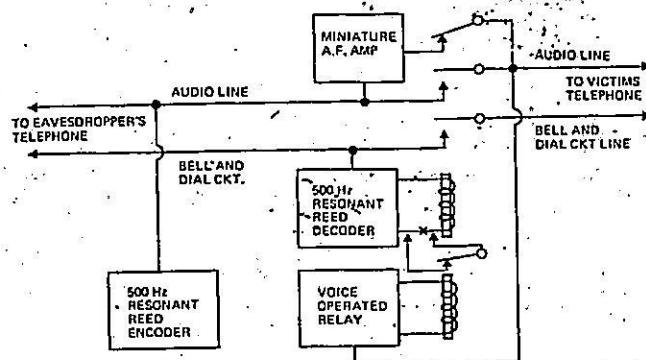 MINIATURE
A.F. AMP
AUDIO LINE
TO VICTIMS
TELEPHONE
AUDIO LINE
TO EAVESDROPPER'S
TELEPHONE
BELL AND
DIAL CKT LINE
BELL AND
DIAL CKT.
500 Hz
RESONANT
REED
DECODER
500 Hz
RESONANT
REED
ENCODER
VOICE
OPERATED
RELAY